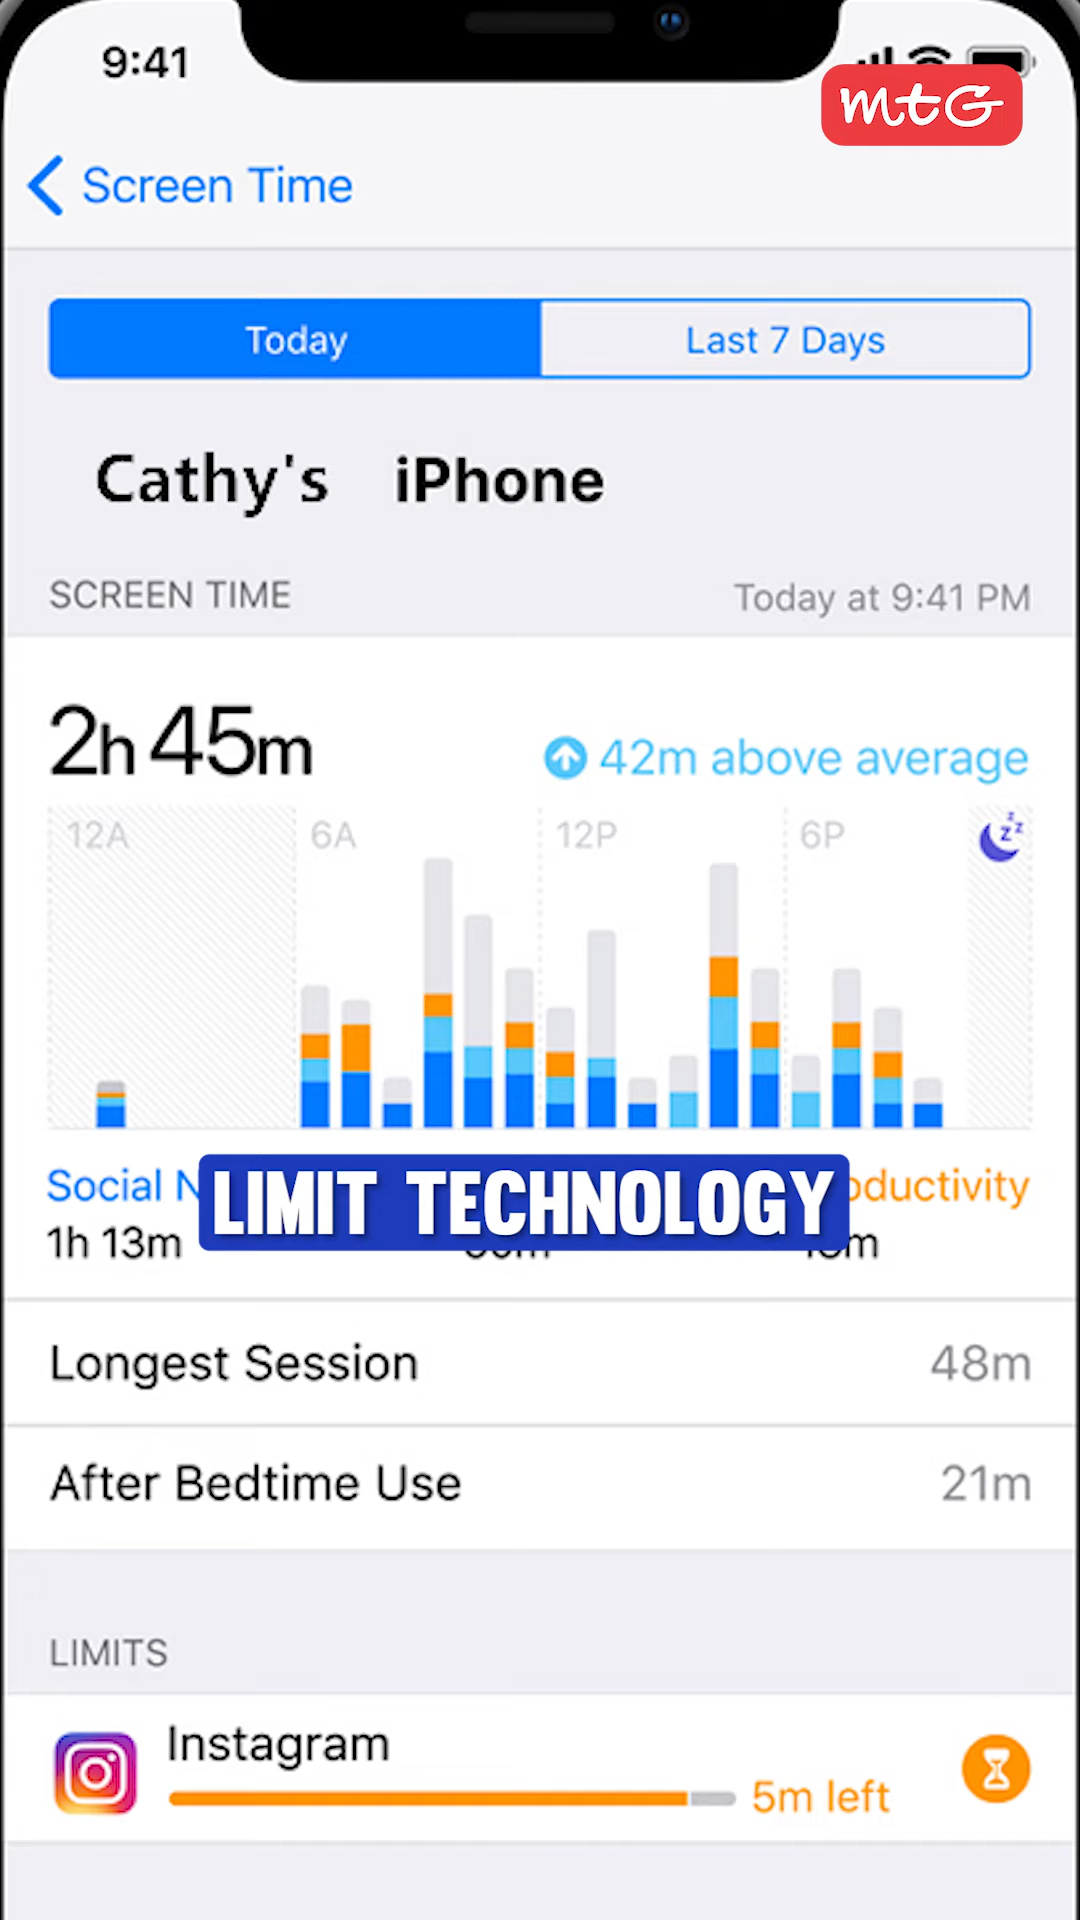 9:41
mtG
Screen Time
Today
Last 7 Days
Cathy's iPhone
SCREEN TIME
Today at 9:41 PM
2h 45m
42m above average
12A
6A
12P
6P
zzz
Social
LIMIT TECHNOLOGY
1h 13m
Longest Session
48m
After Bedtime Use
21m
LIMITS
Instagram
5m left